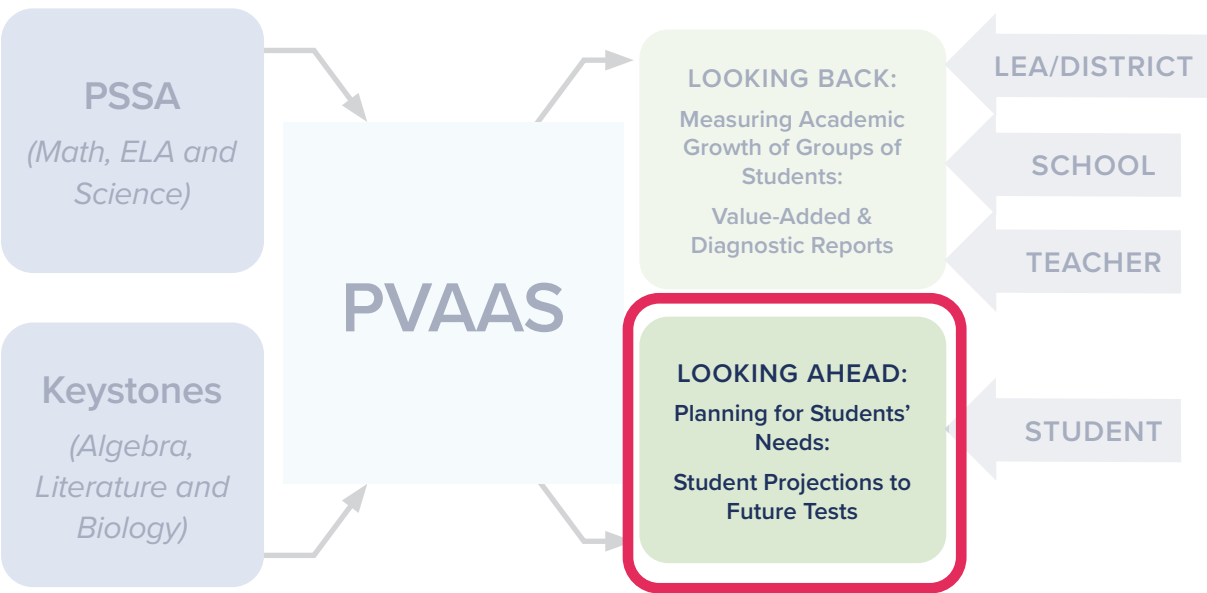 PSSA
(Math, ELA and
Science)
Keystones
(Algebra,
Literature and
Biology)
PVAAS
LOOKING BACK:
Measuring Academic
Growth of Groups of
Students:
Value-Added &
Diagnostic Reports
LOOKING AHEAD:
Planning for Students’
Needs:
Student Projections to
Future Tests
LEA/DISTRICT
SCHOOL
TEACHER
STUDENT